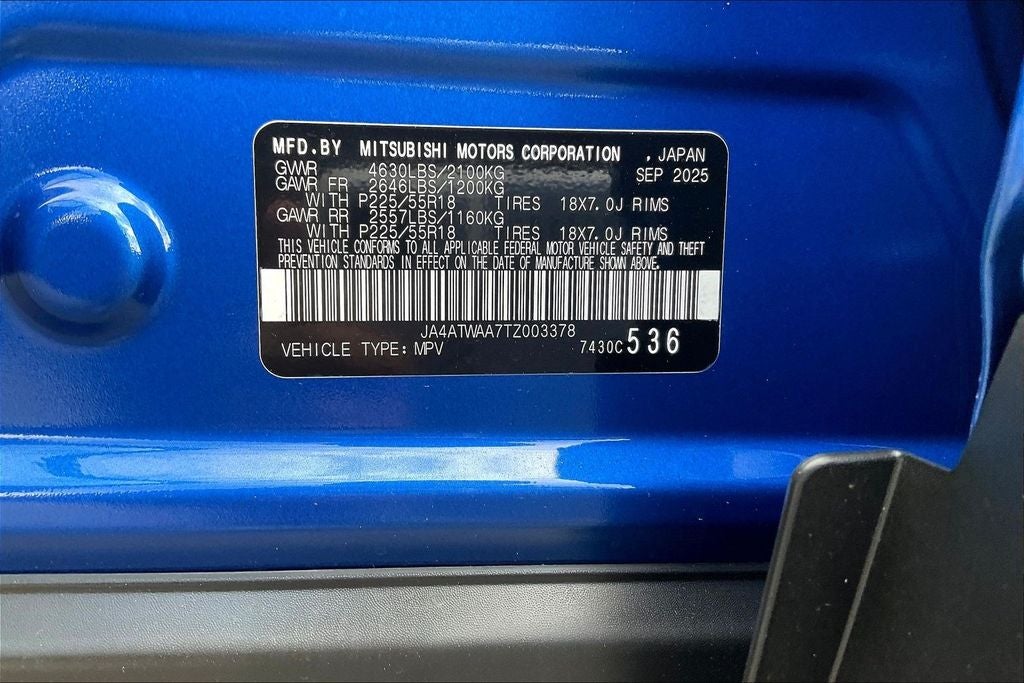 MFD.BY MITSUBISHI MOTORS CORPORATION , JAPAN
GWR 4630LBS/2100KG SEP 2025
GAWR FR 2646LBS/1200KG
WITH P225/55R18 TIRES 18X7.0J RIMS
GAWR RR 2557LBS/1160KG
WITH P225/55R18 TIRES 18X7.0J RIMS
THIS VEHICLE CONFORMS TO ALL APPLICABLE FEDERAL MOTOR VEHICLE SAFETY AND THEFT
PREVENTION STANDARDS IN EFFECT ON THE DATE OF MANUFACTURE SHOWN ABOVE.
JA4ATWAA7TZ003378
VEHICLE TYPE: MPV 7430C 536